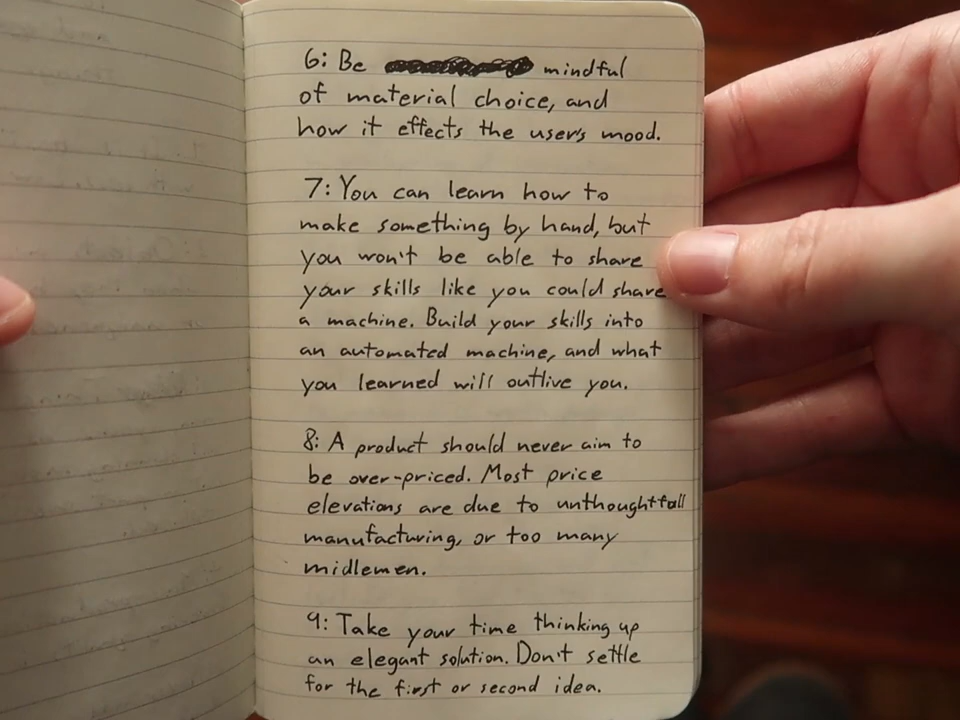 6: Be mindful
of material choice, and
how it effects the user's mood.
7: You can learn how to
make something by hand, but
you won't be able to share
your skills like you could share
a machine. Build your skills into
an automated machine, and what
you learned will outlive you.
8: A product should never aim to
be over-priced. Most price
elevations are due to unthoughtfull
manufacturing, or too many
midlemen.
9: Take your time thinking up
an elegant solution. Don't settle
for the first or second idea.